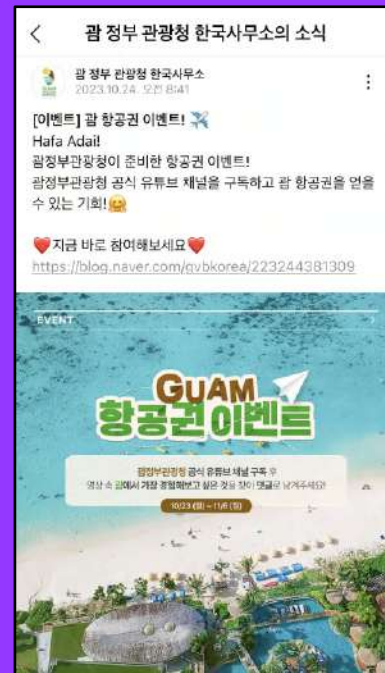 괌 정부 관광청 한국사무소의 소식
괌 정부 관광청 한국사무소
2023.10.24. 오전 8:41
[이벤트] 괌 항공권 이벤트! ✈️
Hafa Adai!
괌정부관광청이 준비한 항공권 이벤트!
괌정부관광청 공식 유튜브 채널을 구독하고 괌 항공권을 얻을
수 있는 기회!🤗
❤️지금 바로 참여해보세요❤️
https://blog.naver.com/gvbkorea/223244381309
EVENT
GUAM
항공권 이벤트
괌정부관광청 공식 유튜브 채널 구독 후
영상 속 괌에서 가장 경험해보고 싶은 것을 찾아 댓글로 남겨주세요!
10/23 (월) ~ 11/6 (월)